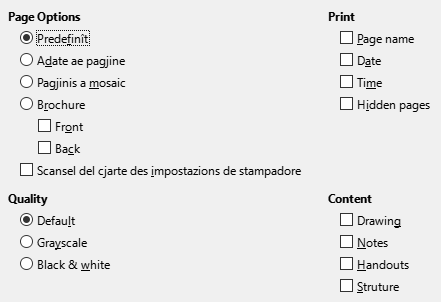 Page Options
Predefinît
Adate ae pagjine
Pagjinis a mosaic
Brochure
Front
Back
Scansel del cjarte des impostazions de stampadore
Print
Page name
Date
Time
Hidden pages
Quality
Default
Grayscale
Black & white
Content
Drawing
Notes
Handouts
Struture